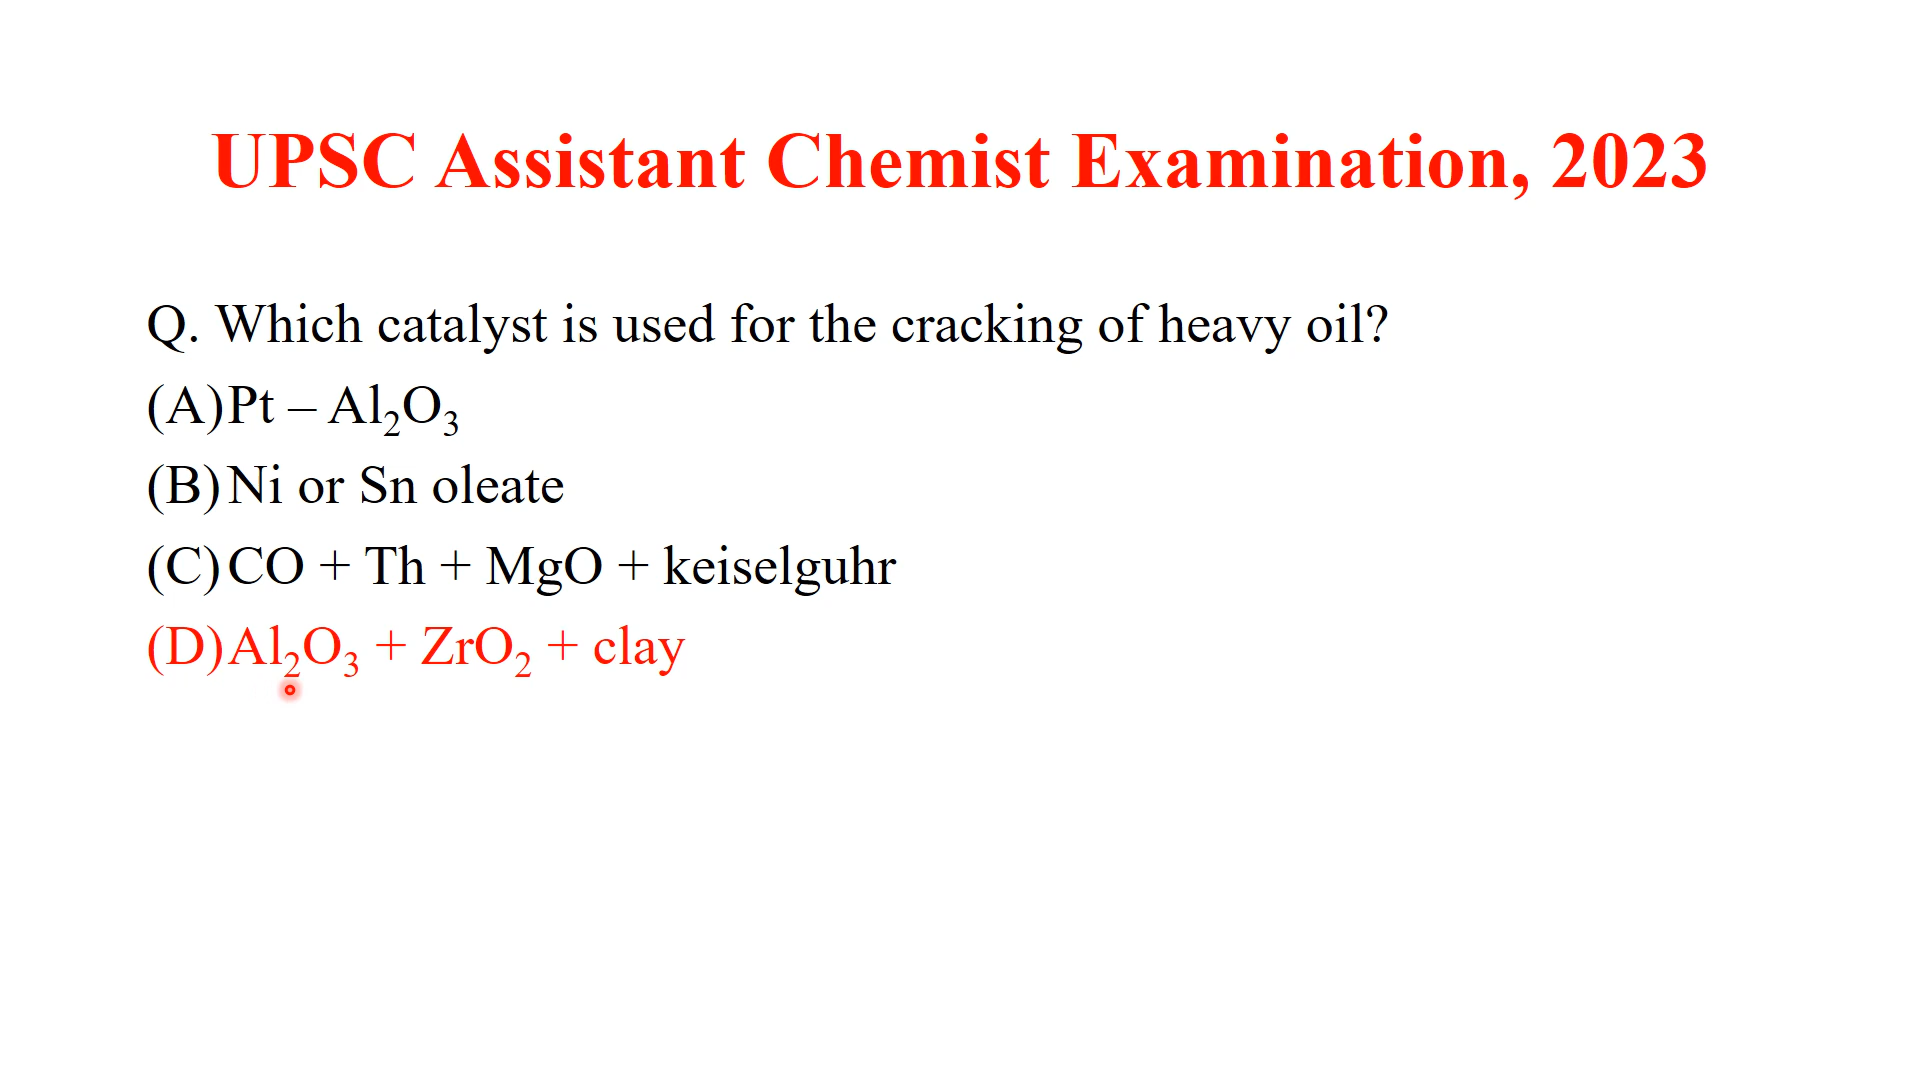 UPSC Assistant Chemist Examination, 2023
Q. Which catalyst is used for the cracking of heavy oil?
(A) Pt – Al₂O₃
(B) Ni or Sn oleate
(C) CO + Th + MgO + keiselguhr
(D) Al₂O₃ + ZrO₂ + clay